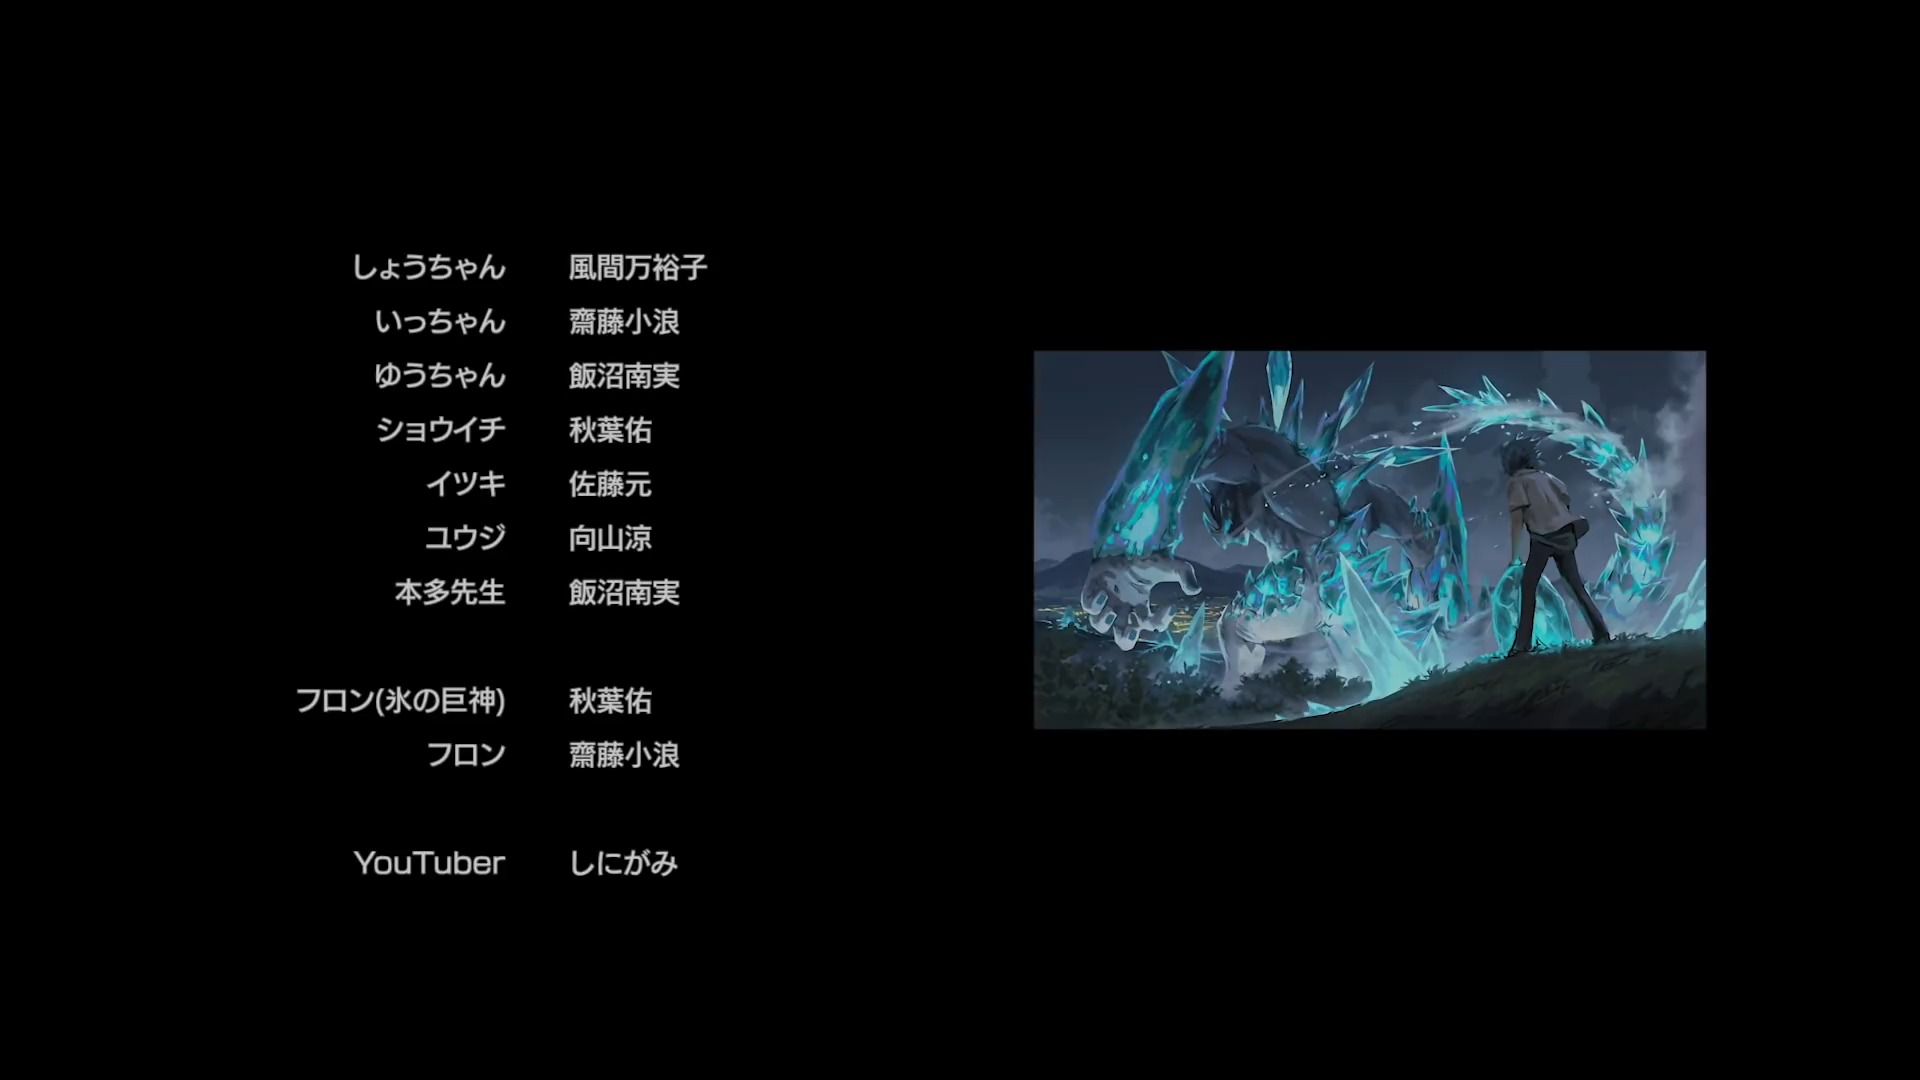 しょうちゃん 風間万裕子
いっちゃん 齋藤小浪
ゆうちゃん 飯沼南実
ショウイチ 秋葉佑
イツキ 佐藤元
ユウジ 向山涼
本多先生 飯沼南実
フロン(氷の巨神) 秋葉佑
フロン 齋藤小浪
YouTuber しにがみ